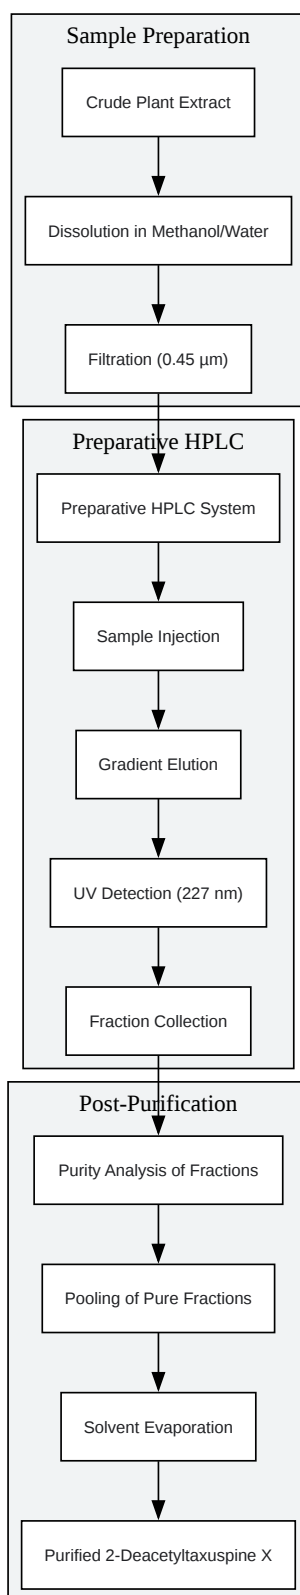 Sample Preparation
Crude Plant Extract
Dissolution in Methanol/Water
Filtration (0.45 µm)
Preparative HPLC
Preparative HPLC System
Sample Injection
Gradient Elution
UV Detection (227 nm)
Fraction Collection
Post-Purification
Purity Analysis of Fractions
Pooling of Pure Fractions
Solvent Evaporation
Purified 2-Deacetyltaxuspine X